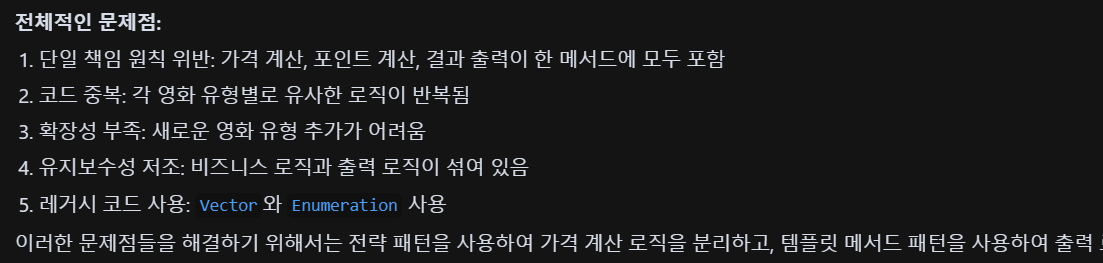 전체적인 문제점:
1. 단일 책임 원칙 위반: 가격 계산, 포인트 계산, 결과 출력이 한 메서드에 모두 포함
2. 코드 중복: 각 영화 유형별로 유사한 로직이 반복됨
3. 확장성 부족: 새로운 영화 유형 추가가 어려움
4. 유지보수성 저조: 비즈니스 로직과 출력 로직이 섞여 있음
5. 레거시 코드 사용: Vector 와 Enumeration 사용
이러한 문제점들을 해결하기 위해서는 전략 패턴을 사용하여 가격 계산 로직을 분리하고, 템플릿 메서드 패턴을 사용하여 출력